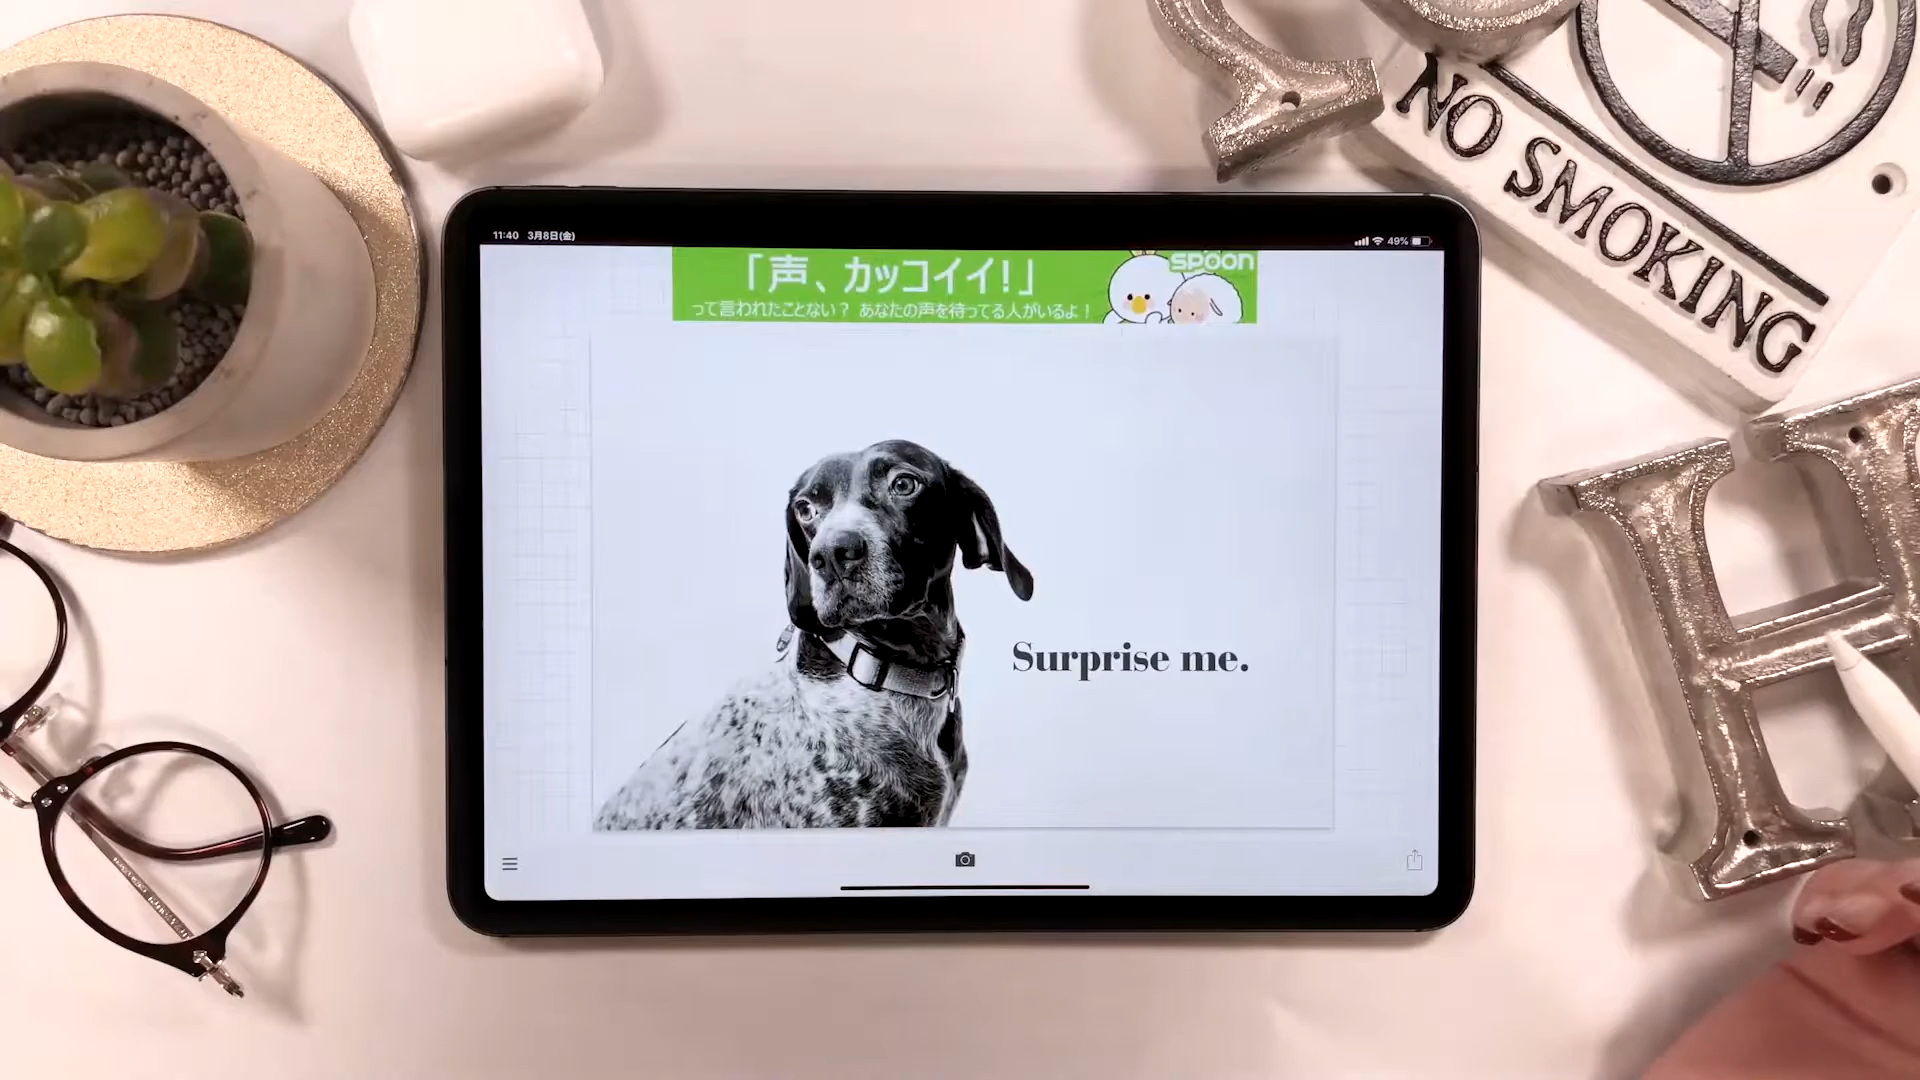 NO SMOKING
11:40 3月8日(金)
49%
「声、カッコイイ!」
SPOON
って言われたことない？ あなたの声を待ってる人がいるよ！
Surprise me.
H